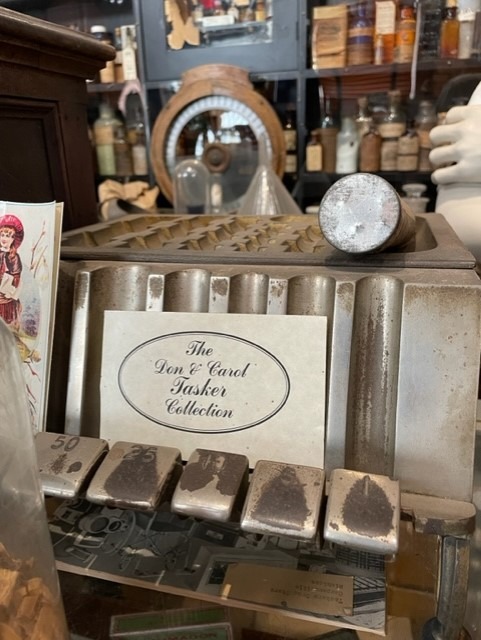 The
Don & Carol
Tasker
Collection
50
25